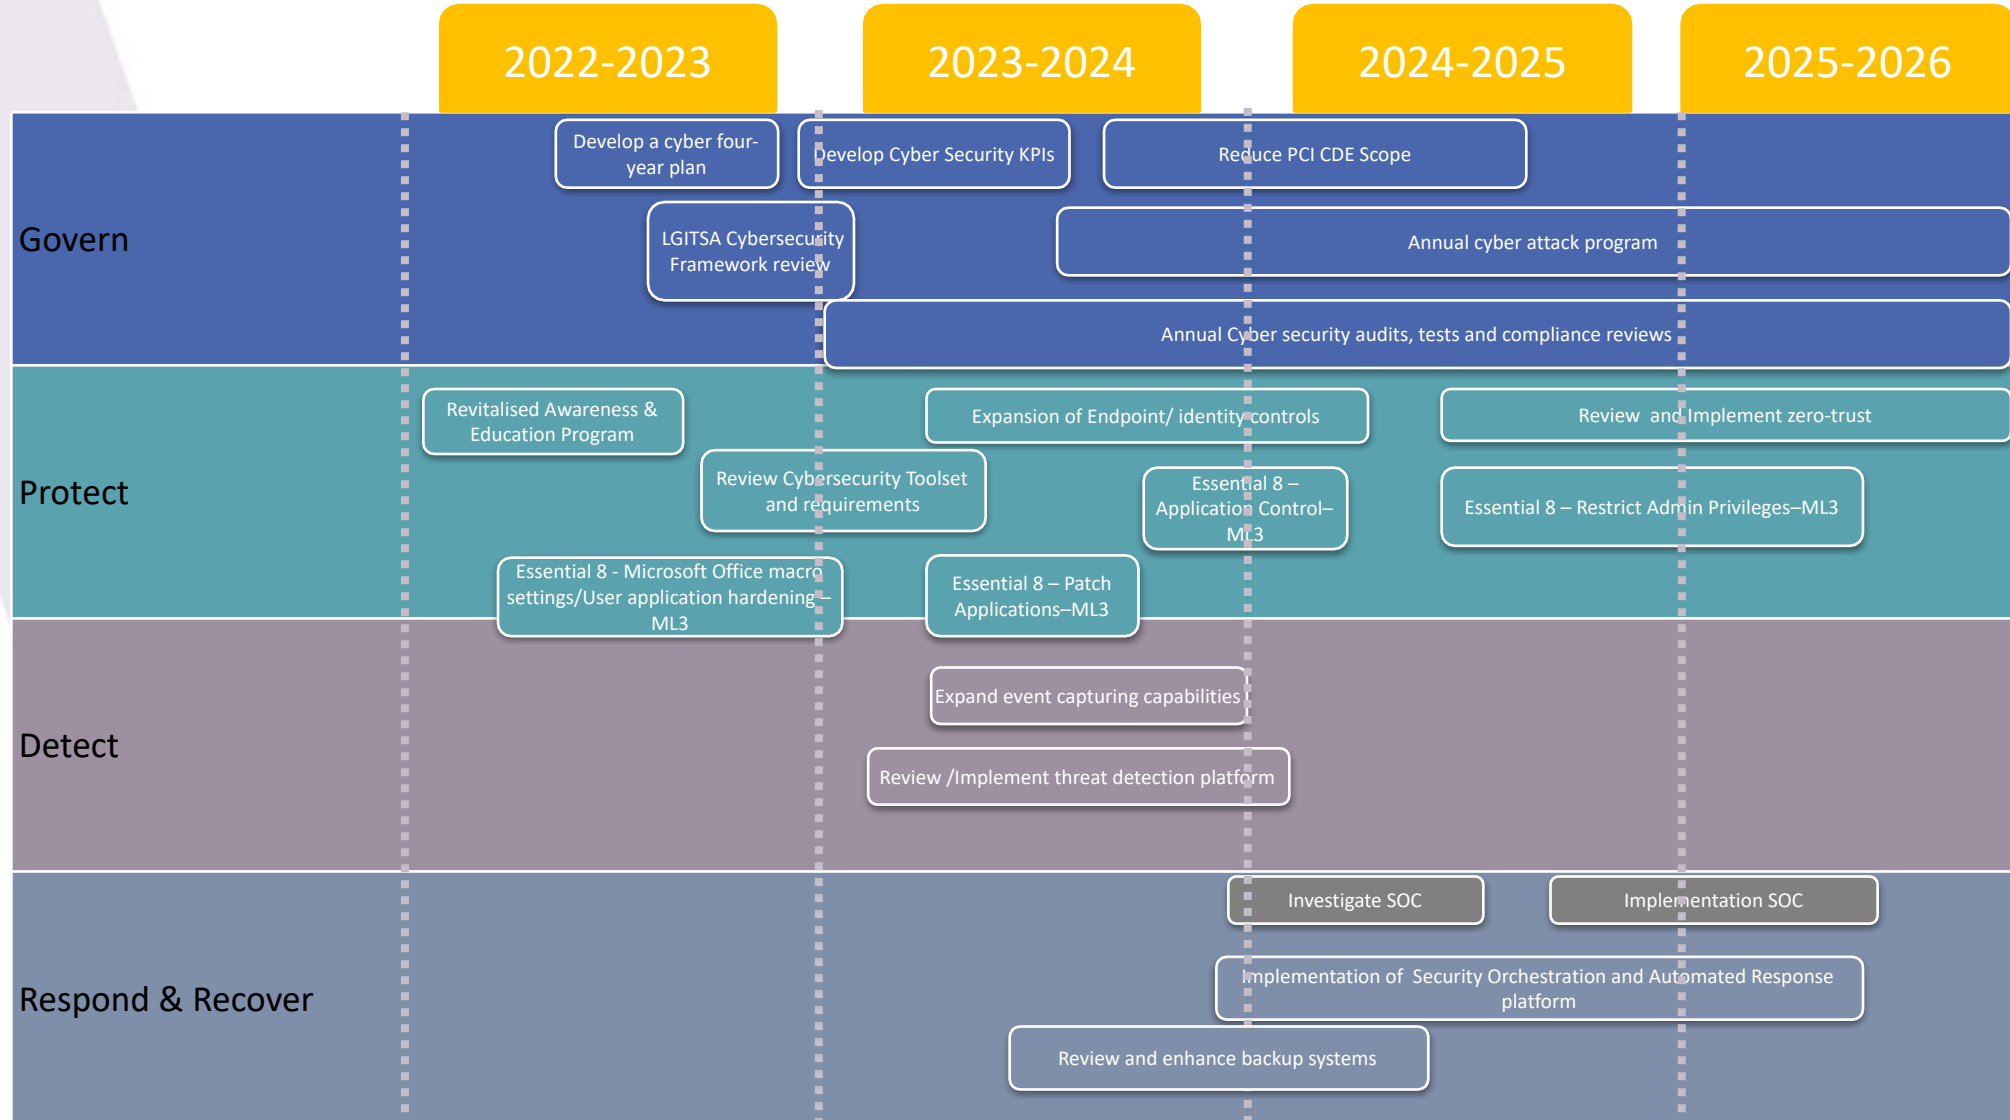 2022-2023
2023-2024
2024-2025
2025-2026
Govern
Develop a cyber four-
year plan
Develop Cyber Security KPIs
Reduce PCI CDE Scope
LGITSA Cybersecurity
Framework review
Annual cyber attack program
Annual Cyber security audits, tests and compliance reviews
Protect
Revitalised Awareness &
Education Program
Expansion of Endpoint/ identity controls
Review  and Implement zero-trust
Review Cybersecurity Toolset
and requirements
Essential 8 –
Application Control–
ML3
Essential 8 – Restrict Admin Privileges–ML3
Essential 8 - Microsoft Office macro
settings/User application hardening –
ML3
Essential 8 – Patch
Applications–ML3
Detect
Expand event capturing capabilities
Review /Implement threat detection platform
Respond & Recover
Investigate SOC
Implementation SOC
Implementation of  Security Orchestration and Automated Response
platform
Review and enhance backup systems